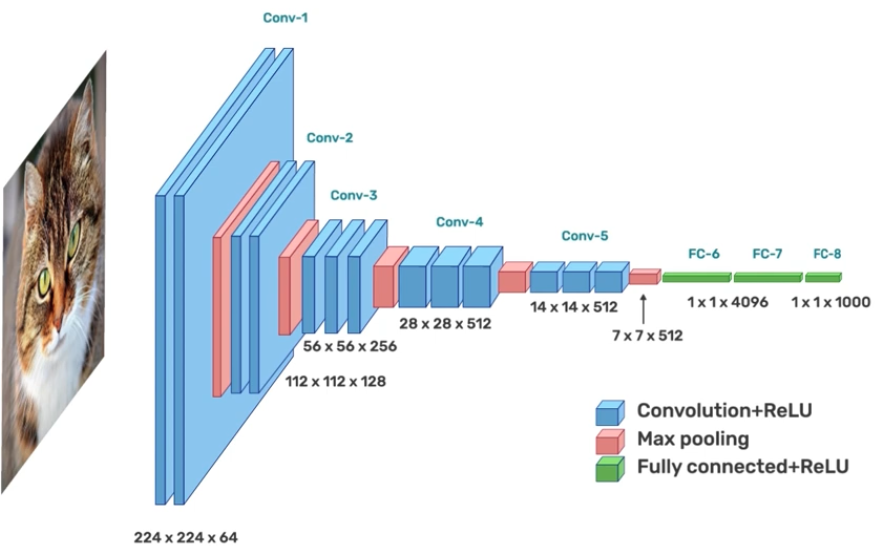 Conv-1
Conv-2
Conv-3
Conv-4
Conv-5
FC-6
FC-7
FC-8
1 x 1 x 4096
1 x 1 x 1000
14 x 14 x 512
28 x 28 x 512
7 x 7 x 512
56 x 56 x 256
112 x 112 x 128
Convolution+ReLU
Max pooling
Fully connected+ReLU
224 x 224 x 64